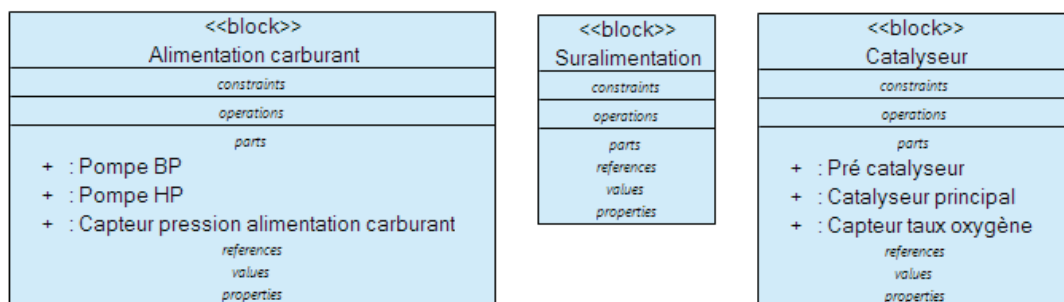 <<block>>
Alimentation carburant
constraints
operations
parts
+ : Pompe BP
+ : Pompe HP
+ : Capteur pression alimentation carburant
references
values
properties
<<block>>
Suralimentation
constraints
operations
parts
references
values
properties
<<block>>
Catalyseur
constraints
operations
parts
+ : Pré catalyseur
+ : Catalyseur principal
+ : Capteur taux oxygène
references
values
properties